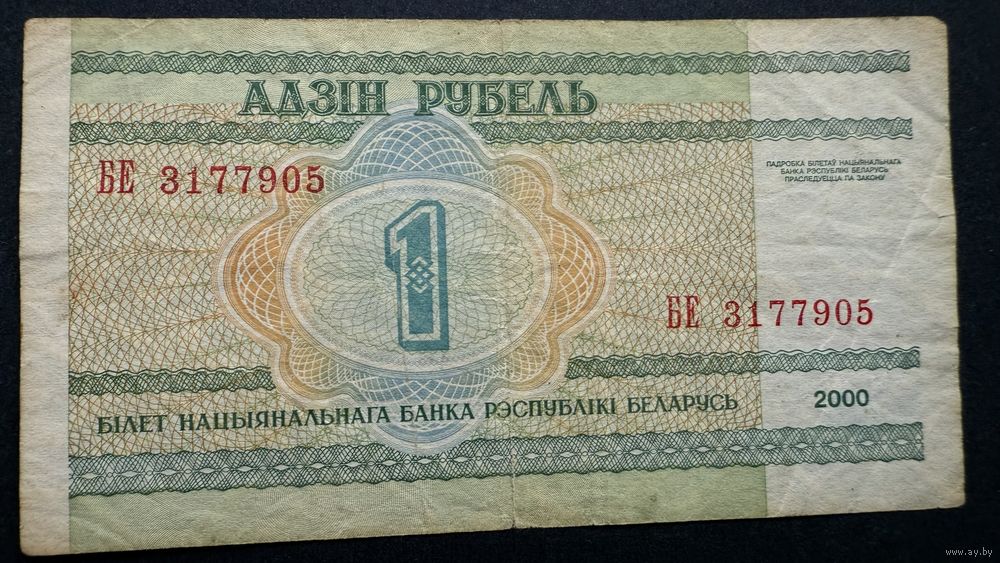 АДЗІН РУБЕЛЬ
БЕ 3177905
ПАДРОБКА БІЛЕТАЎ НАЦЫЯНАЛЬНАГА
БАНКА РЭСПУБЛІКІ БЕЛАРУСЬ
ПРАСЛЕДУЕЦЦА ПА ЗАКОНУ
1
БЕ 3177905
2000
БІЛЕТ НАЦЫЯНАЛЬНАГА БАНКА РЭСПУБЛІКІ БЕЛАРУСЬ
www.ay.by